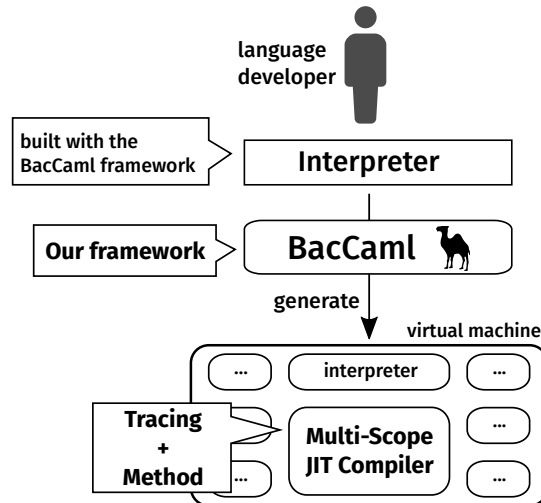 language
developer
built with the
BacCaml framework
Interpreter
Our framework
BacCaml
generate
virtual machine
...
interpreter
...
Tracing
+
Method
Multi-Scope
JIT Compiler
...
...
...